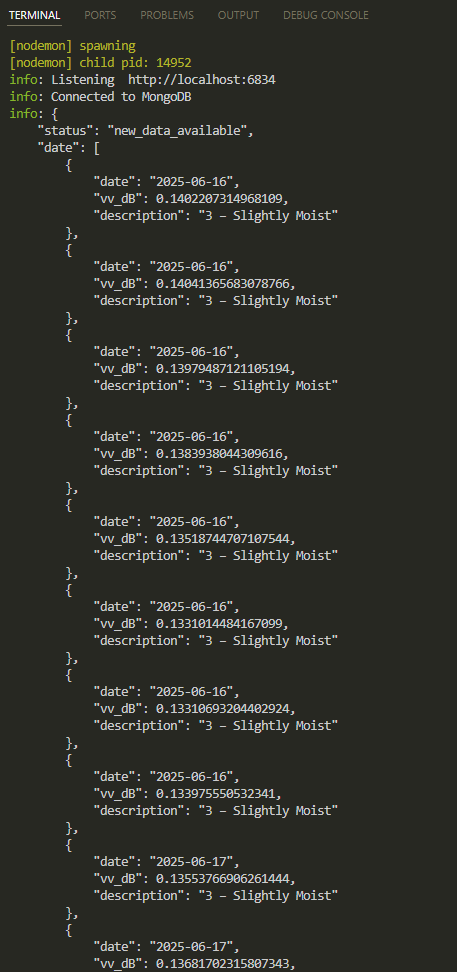 TERMINAL PORTS PROBLEMS OUTPUT DEBUG CONSOLE
[nodemon] spawning
[nodemon] child pid: 14952
info: Listening  http://localhost:6834
info: Connected to MongoDB
info: {
    "status": "new_data_available",
    "date": [
        {
            "date": "2025-06-16",
            "vv_dB": 0.1402207314968109,
            "description": "3 – Slightly Moist"
        },
        {
            "date": "2025-06-16",
            "vv_dB": 0.14041365683078766,
            "description": "3 – Slightly Moist"
        },
        {
            "date": "2025-06-16",
            "vv_dB": 0.13979487121105194,
            "description": "3 – Slightly Moist"
        },
        {
            "date": "2025-06-16",
            "vv_dB": 0.1383938044309616,
            "description": "3 – Slightly Moist"
        },
        {
            "date": "2025-06-16",
            "vv_dB": 0.13518744707107544,
            "description": "3 – Slightly Moist"
        },
        {
            "date": "2025-06-16",
            "vv_dB": 0.1331014484167099,
            "description": "3 – Slightly Moist"
        },
        {
            "date": "2025-06-16",
            "vv_dB": 0.13310693204402924,
            "description": "3 – Slightly Moist"
        },
        {
            "date": "2025-06-16",
            "vv_dB": 0.133975550532341,
            "description": "3 – Slightly Moist"
        },
        {
            "date": "2025-06-17",
            "vv_dB": 0.13553766906261444,
            "description": "3 – Slightly Moist"
        },
        {
            "date": "2025-06-17",
            "vv_dB": 0.13681702315807343,